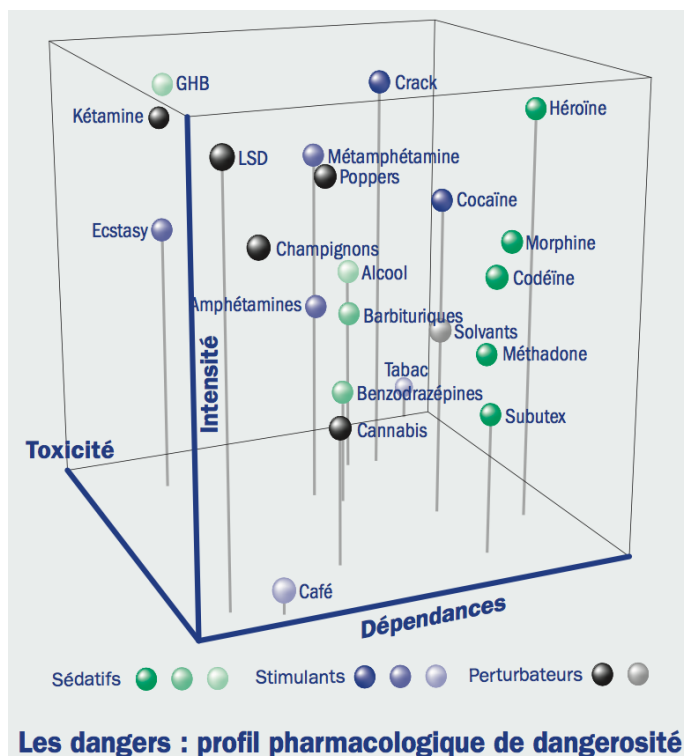 GHB
Crack
Kétamine
Héroïne
LSD
Métamphétamine
Poppers
Cocaïne
Ecstasy
Champignons
Morphine
Alcool
Codéïne
Amphétamines
Barbituriques
Solvants
Intensité
Méthadone
Tabac
Benzodrazépines
Subutex
Cannabis
Toxicité
Café
Dépendances
Sédatifs
Stimulants
Perturbateurs
Les dangers : profil pharmacologique de dangerosité